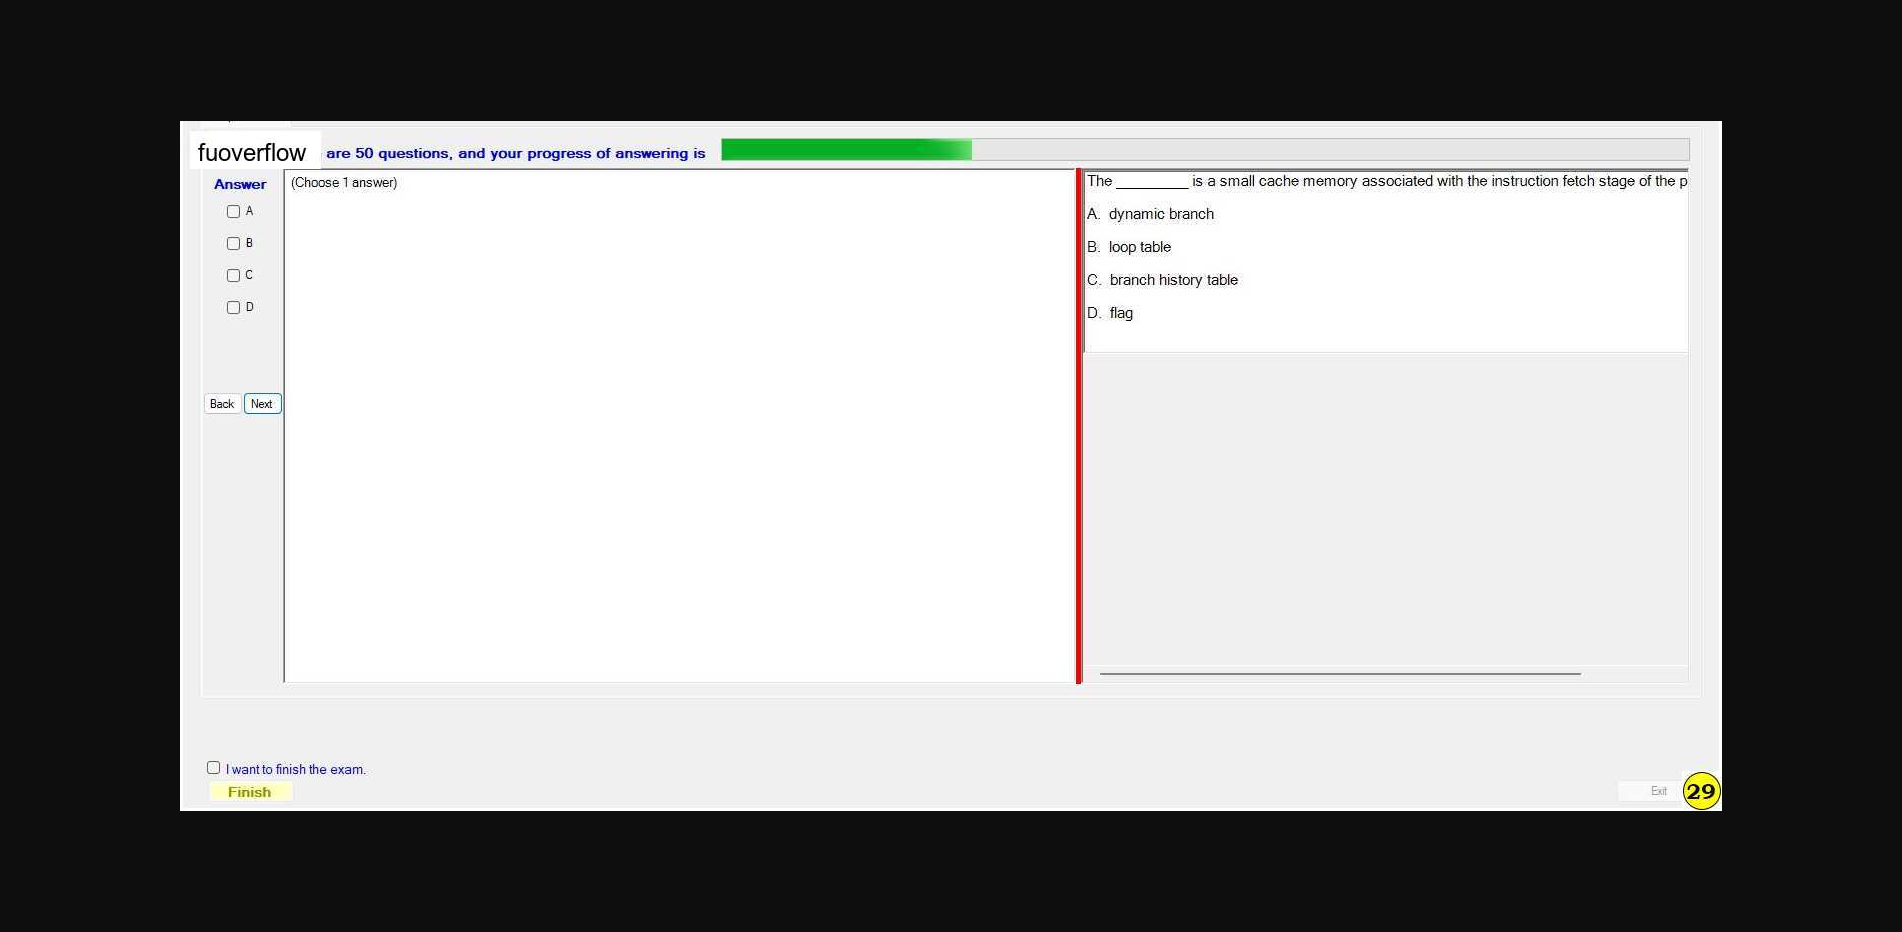 fuoverflow are 50 questions, and your progress of answering is
Answer
A
B
C
D
Back Next
(Choose 1 answer)
The _________ is a small cache memory associated with the instruction fetch stage of the p
A. dynamic branch
B. loop table
C. branch history table
D. flag
I want to finish the exam.
Finish
Exit
29